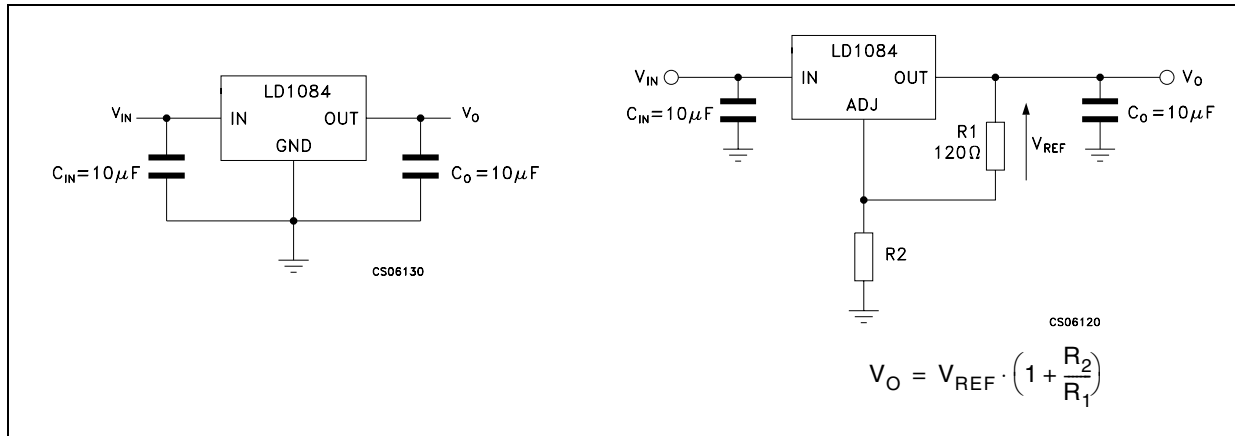 LD1084
V_IN
IN
OUT
V_O
GND
C_IN=10μF
C_O=10μF
CS06130
LD1084
V_IN
IN
OUT
V_O
ADJ
C_IN=10μF
R1
120Ω
V_REF
C_O=10μF
R2
CS06120
V_O = V_REF · (1 + R_2/R_1)